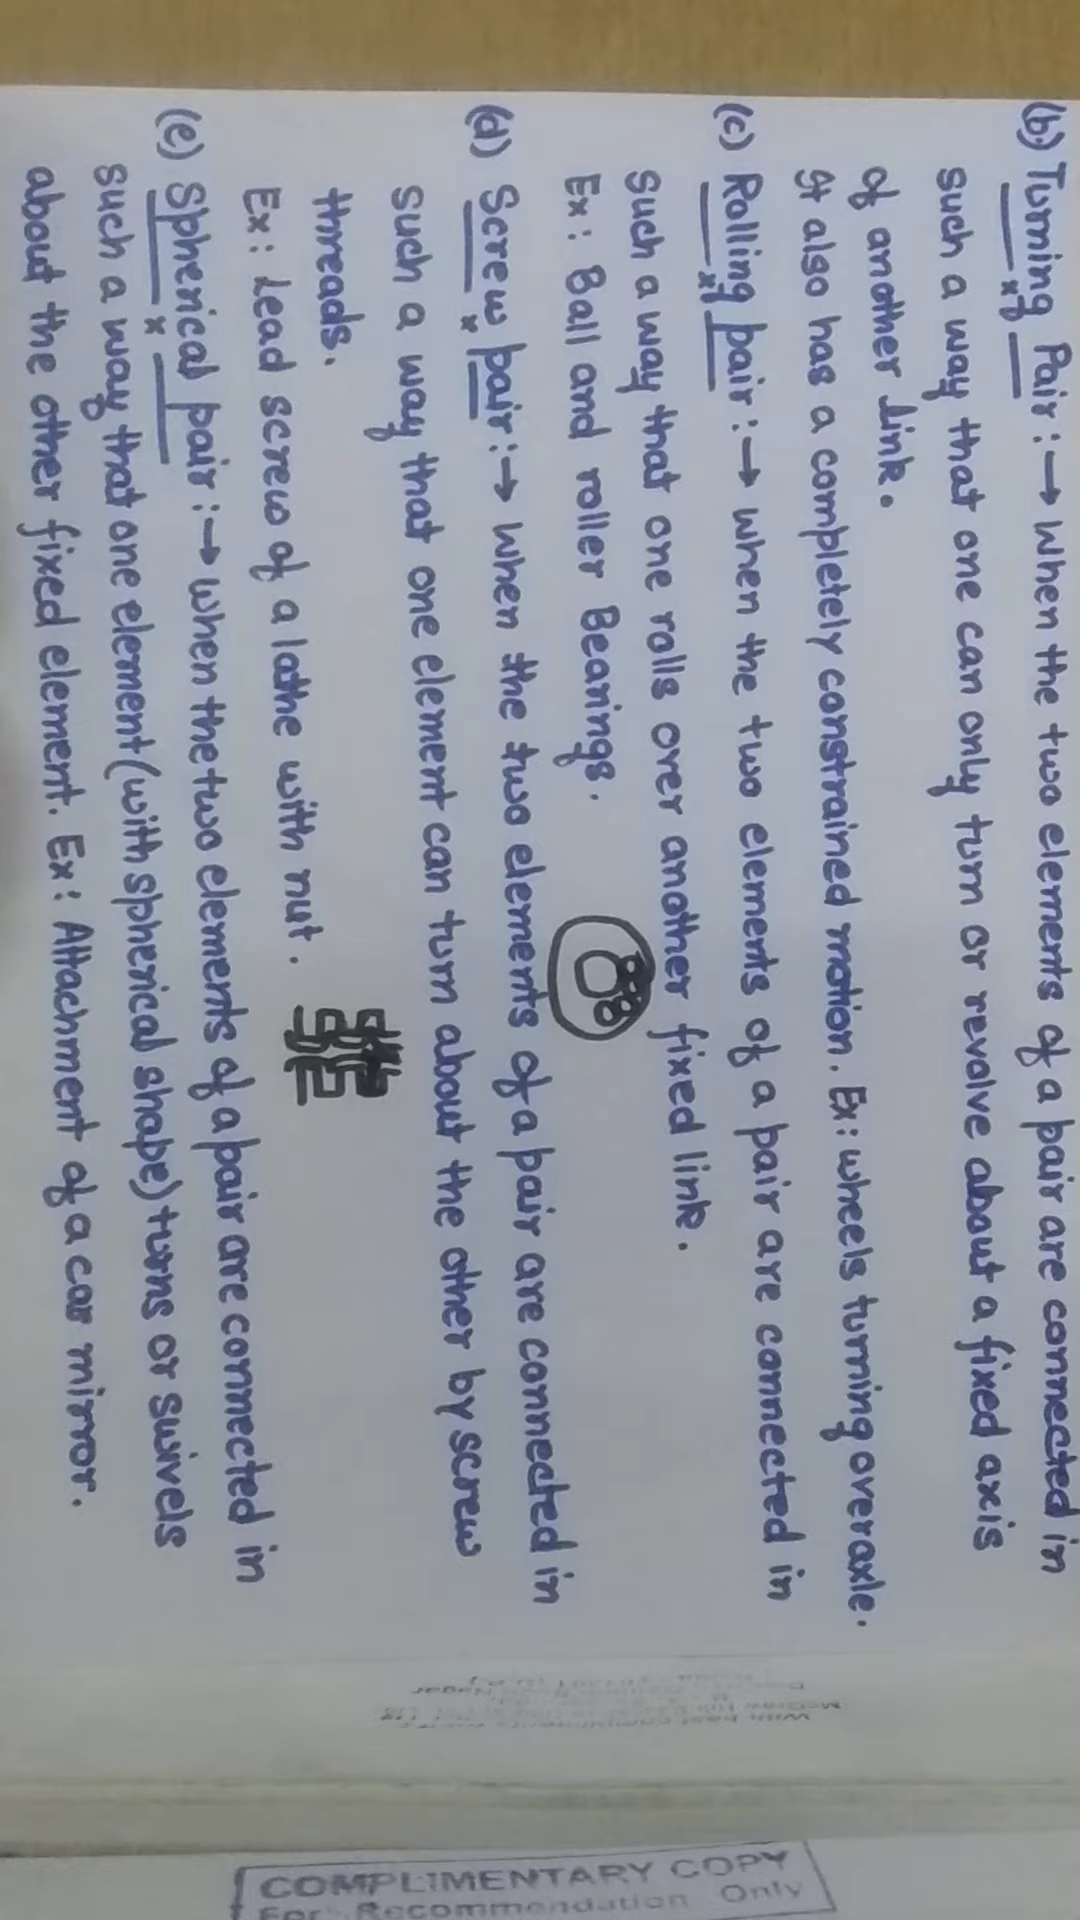 (b) Turning Pair :→ When the two elements of a pair are connected in
such a way that one can only turn or revolve about a fixed axis
of another link.
It also has a completely constrained motion. Ex: wheels turning over axle.
(c) Rolling pair :→ when the two elements of a pair are connected in
such a way that one rolls over another fixed link.
Ex: Ball and roller Bearings.
(d) Screw pair :→ when the two elements of a pair are connected in
such a way that one element can turn about the other by screw
threads.
Ex: Lead screw of a lathe with nut.
(e) Spherical pair :→ when the two elements of a pair are connected in
such a way that one element (with spherical shape) turns or swivels
about the other fixed element. Ex: Attachment of a car mirror.
COMPLIMENTARY COPY
For Recommendation Only